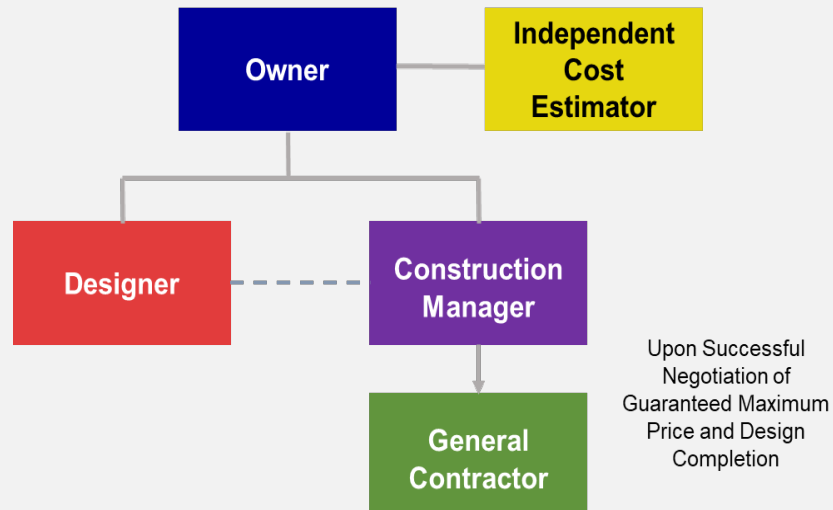 Owner
Independent
Cost
Estimator
Designer
Construction
Manager
General
Contractor
Upon Successful
Negotiation of
Guaranteed Maximum
Price and Design
Completion